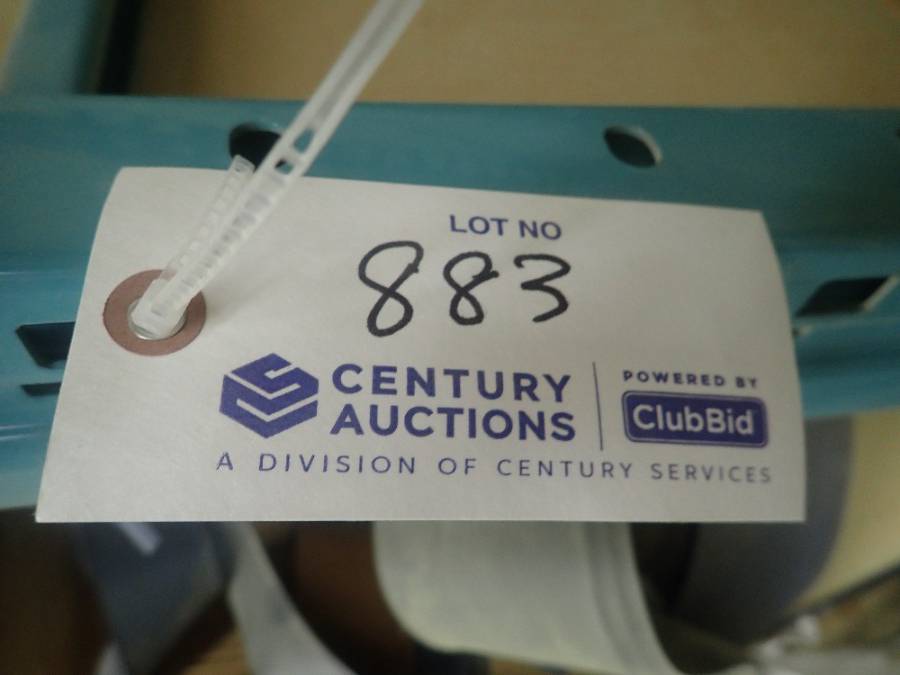 LOT NO
883
CENTURY
AUCTIONS
POWERED BY
ClubBid
A DIVISION OF CENTURY SERVICES